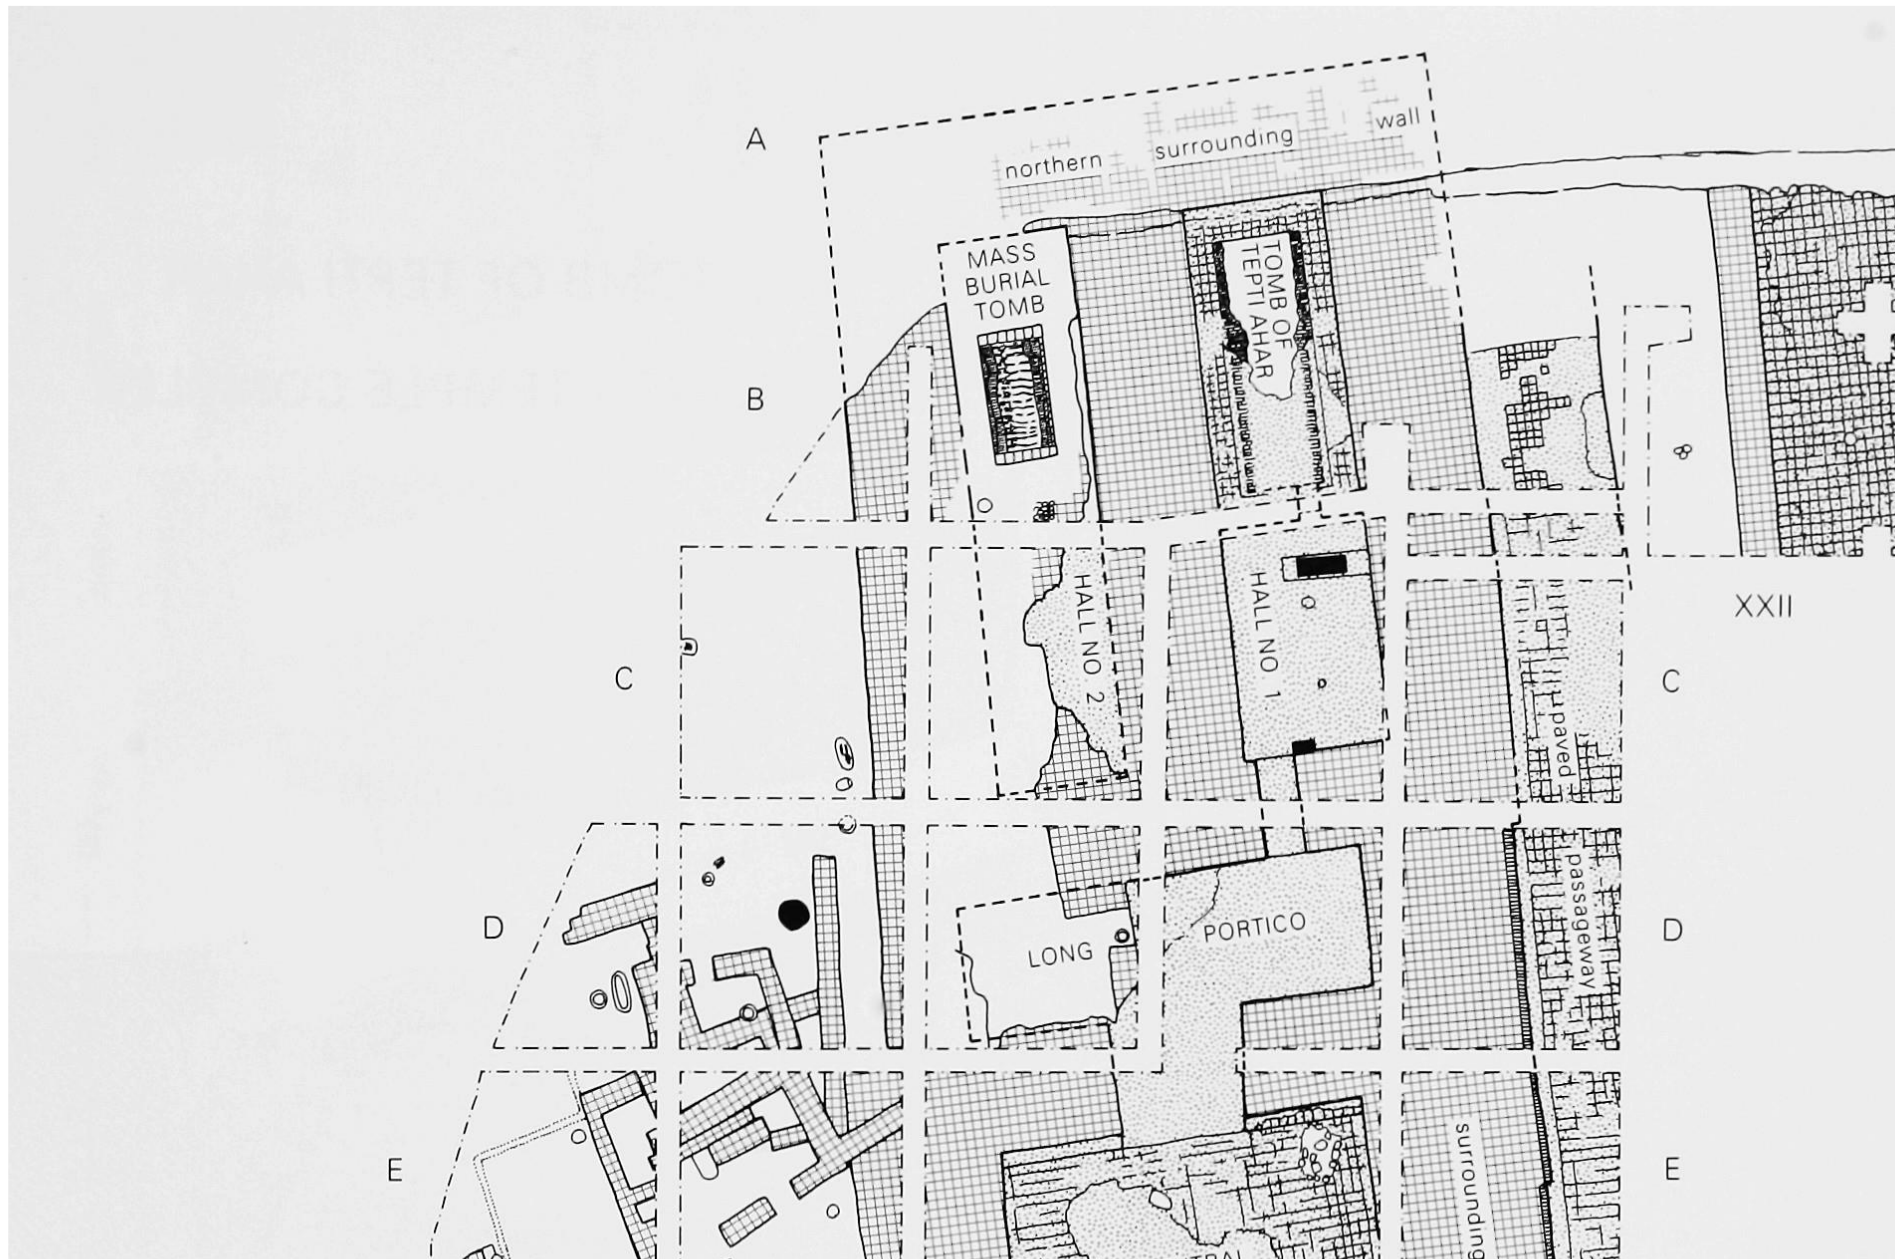 A
northern surrounding wall
MASS
BURIAL
TOMB
TOMB OF
TEPTI AHAR
B
HALL NO 2
HALL NO 1
XXII
C
C
paved passageway
D
LONG PORTICO
D
E
surrounding
E